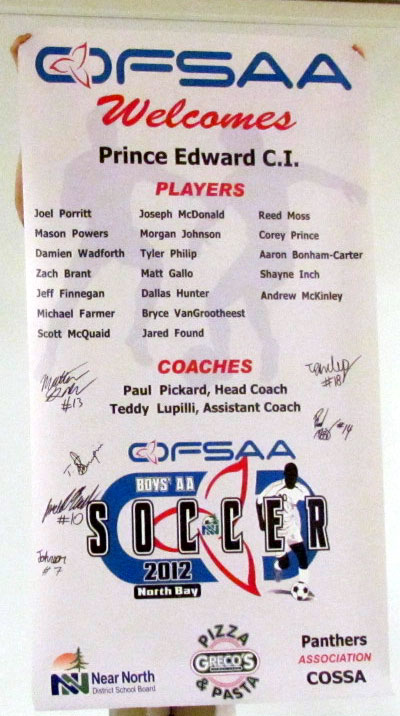 OFSAA
Welcomes
Prince Edward C.I.
PLAYERS
Joel Porritt
Mason Powers
Damien Wadforth
Zach Brant
Jeff Finnegan
Michael Farmer
Scott McQuaid
Joseph McDonald
Morgan Johnson
Tyler Philip
Matt Gallo
Dallas Hunter
Bryce VanGrootheest
Jared Found
Reed Moss
Corey Prince
Aaron Bonham-Carter
Shayne Inch
Andrew McKinley
COACHES
Paul Pickard, Head Coach
Teddy Lupilli, Assistant Coach
#13
#18
#14
#10
Johnson
#7
OFSAA
BOYS' AA
SOCCER
2012
North Bay
Near North
District School Board
PIZZA
GRECO'S
& PASTA
Panthers
ASSOCIATION
COSSA